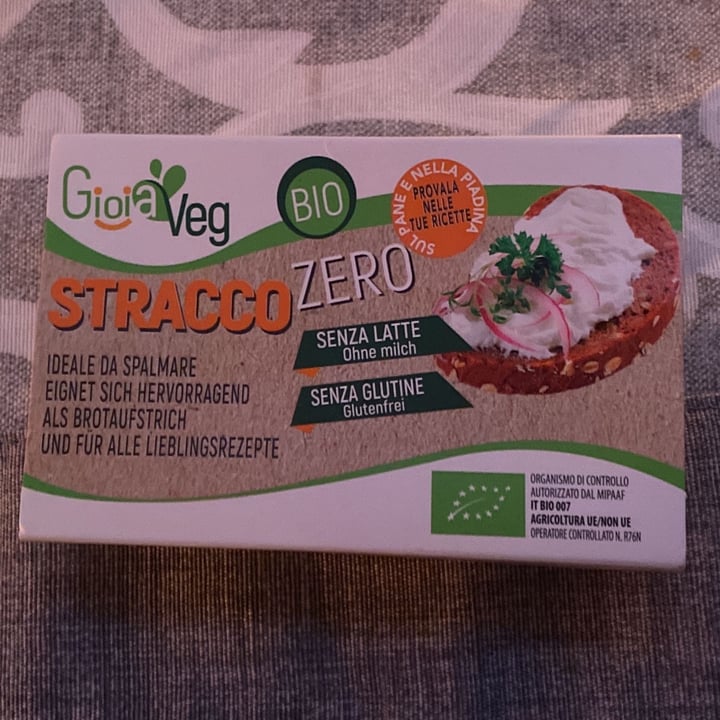 GioiaVeg
BIO
SUL PANE E NELLA PIADINA
PROVALA
NELLE
TUE RICETTE
STRACCO ZERO
SENZA LATTE
Ohne milch
SENZA GLUTINE
Glutenfrei
IDEALE DA SPALMARE
EIGNET SICH HERVORRAGEND
ALS BROTAUFSTRICH
UND FÜR ALLE LIEBLINGSREZEPTE
ORGANISMO DI CONTROLLO
AUTORIZZATO DAL MIPAAF
IT BIO 007
AGRICOLTURA UE/NON UE
OPERATORE CONTROLLATO N. R76N